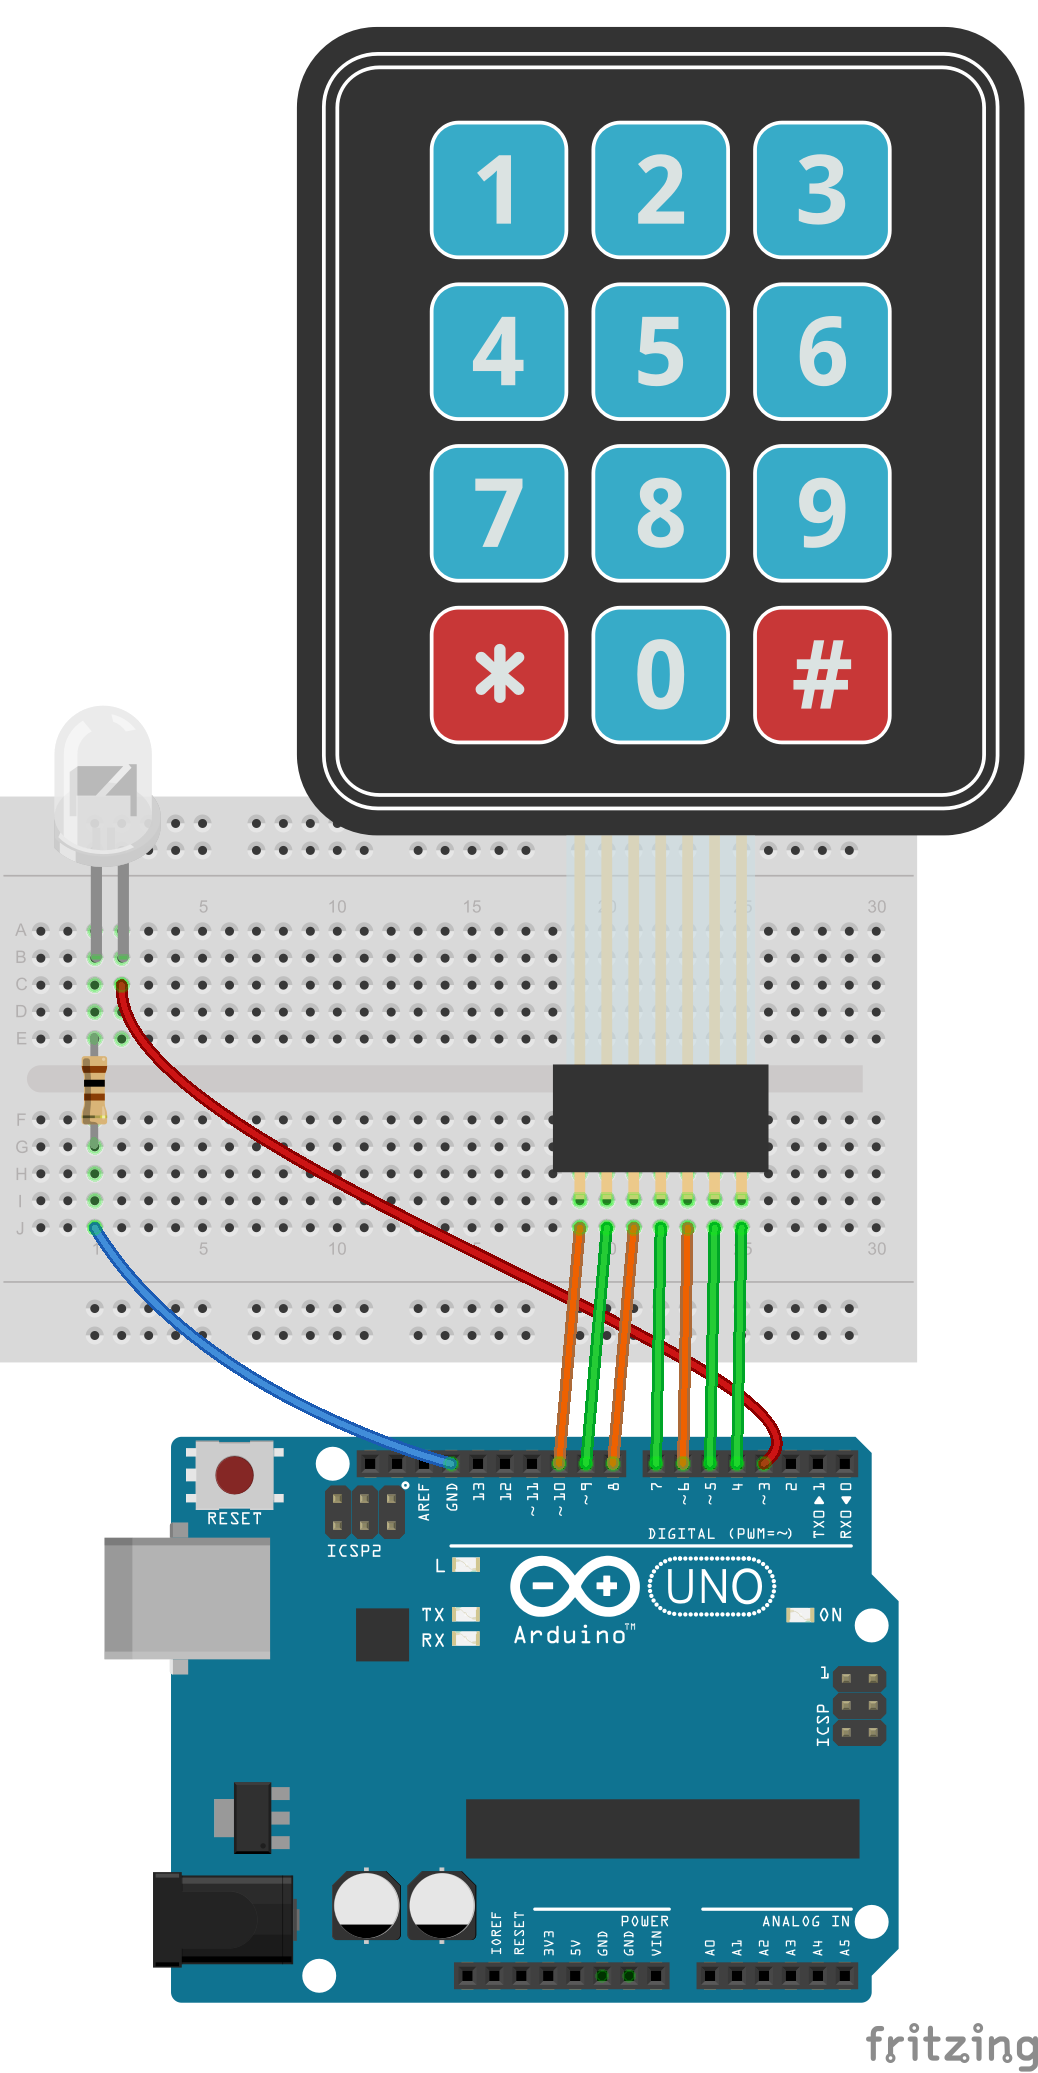 1 2 3
4 5 6
7 8 9
* 0 #
5 10 15 20 25 30
A
B
C
D
E
F
G
H
I
J
1 5 10 15 20 25 30
AREF GND 13 12 ~11 ~10 ~9 8 7 ~6 ~5 4 ~3 2 TX0▶1 RX0◀0
RESET
DIGITAL (PWM=~)
ICSP2
L
UNO
TX
ON
RX
Arduino™
1
ICSP
POWER
ANALOG IN
IOREF RESET 3V3 5V GND GND VIN A0 A1 A2 A3 A4 A5
fritzing